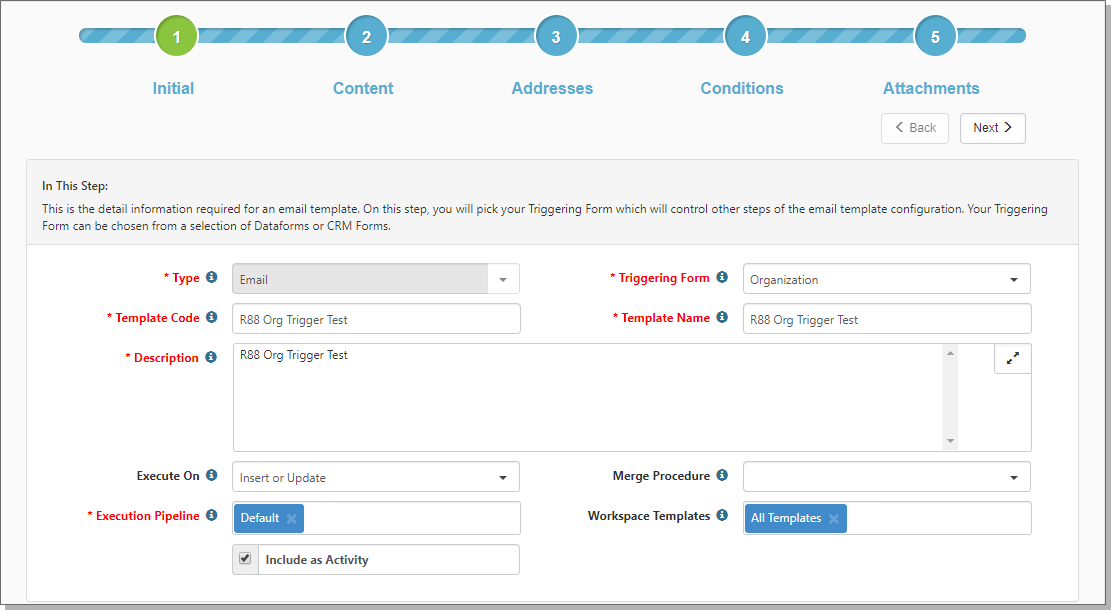 1 2 3 4 5
Initial Content Addresses Conditions Attachments
Back Next
In This Step:
This is the detail information required for an email template. On this step, you will pick your Triggering Form which will control other steps of the email template configuration. Your Triggering
Form can be chosen from a selection of Dataforms or CRM Forms.
* Type Email * Triggering Form Organization
* Template Code R88 Org Trigger Test * Template Name R88 Org Trigger Test
* Description R88 Org Trigger Test
Execute On Insert or Update Merge Procedure
* Execution Pipeline Default × Workspace Templates All Templates ×
Include as Activity